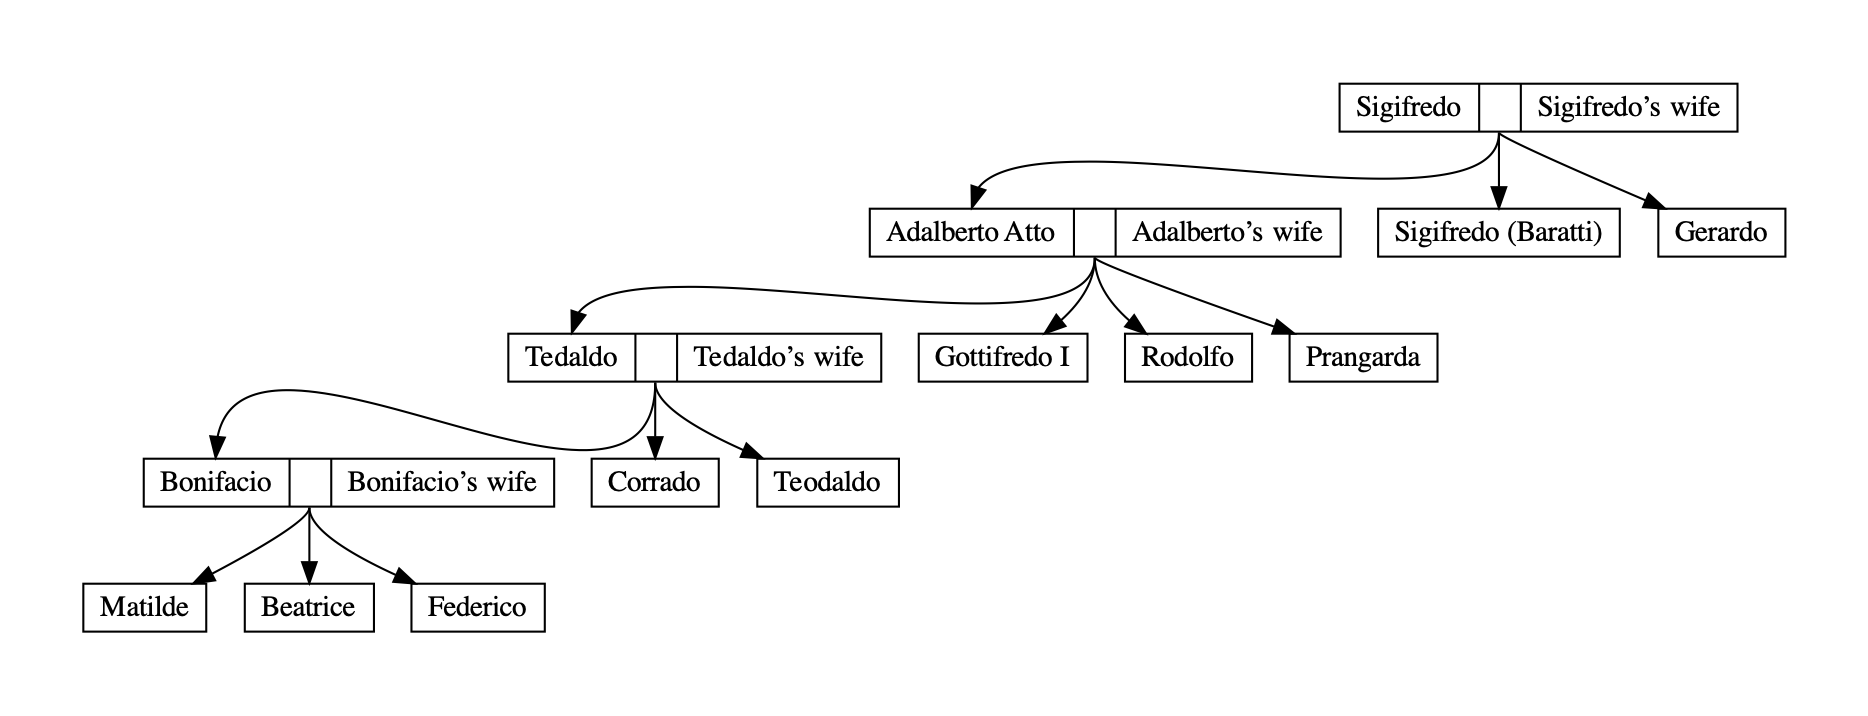 Sigifredo
Sigifredo’s wife
Adalberto Atto
Adalberto’s wife
Sigifredo (Baratti)
Gerardo
Tedaldo
Tedaldo’s wife
Gottifredo I
Rodolfo
Prangarda
Bonifacio
Bonifacio’s wife
Corrado
Teodaldo
Matilde
Beatrice
Federico